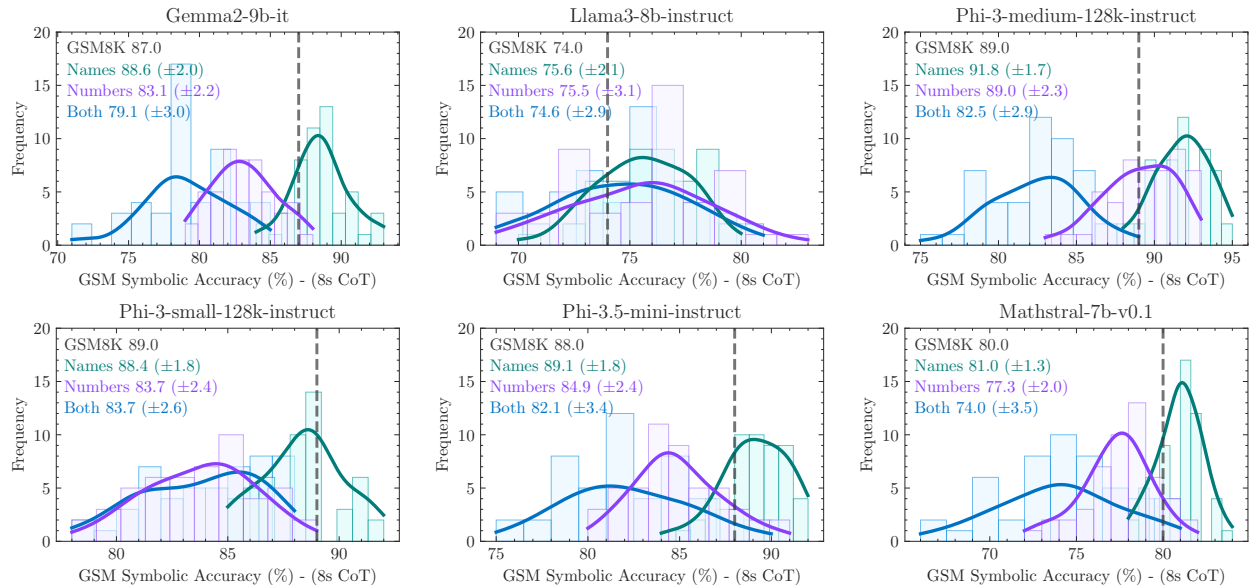 Gemma2-9b-it
GSM8K 87.0
Names 88.6 (±2.0)
Numbers 83.1 (±2.2)
Both 79.1 (±3.0)
Frequency
0
5
10
15
20
70 75 80 85 90
GSM Symbolic Accuracy (%) - (8s CoT)
Llama3-8b-instruct
GSM8K 74.0
Names 75.6 (±2.1)
Numbers 75.5 (±3.1)
Both 74.6 (±2.9)
Frequency
0
5
10
15
20
70 75 80
GSM Symbolic Accuracy (%) - (8s CoT)
Phi-3-medium-128k-instruct
GSM8K 89.0
Names 91.8 (±1.7)
Numbers 89.0 (±2.3)
Both 82.5 (±2.9)
Frequency
0
5
10
15
20
75 80 85 90 95
GSM Symbolic Accuracy (%) - (8s CoT)
Phi-3-small-128k-instruct
GSM8K 89.0
Names 88.4 (±1.8)
Numbers 83.7 (±2.4)
Both 83.7 (±2.6)
Frequency
0
5
10
15
20
80 85 90
GSM Symbolic Accuracy (%) - (8s CoT)
Phi-3.5-mini-instruct
GSM8K 88.0
Names 89.1 (±1.8)
Numbers 84.9 (±2.4)
Both 82.1 (±3.4)
Frequency
0
5
10
15
20
75 80 85 90
GSM Symbolic Accuracy (%) - (8s CoT)
Mathstral-7b-v0.1
GSM8K 80.0
Names 81.0 (±1.3)
Numbers 77.3 (±2.0)
Both 74.0 (±3.5)
Frequency
0
5
10
15
20
70 75 80
GSM Symbolic Accuracy (%) - (8s CoT)